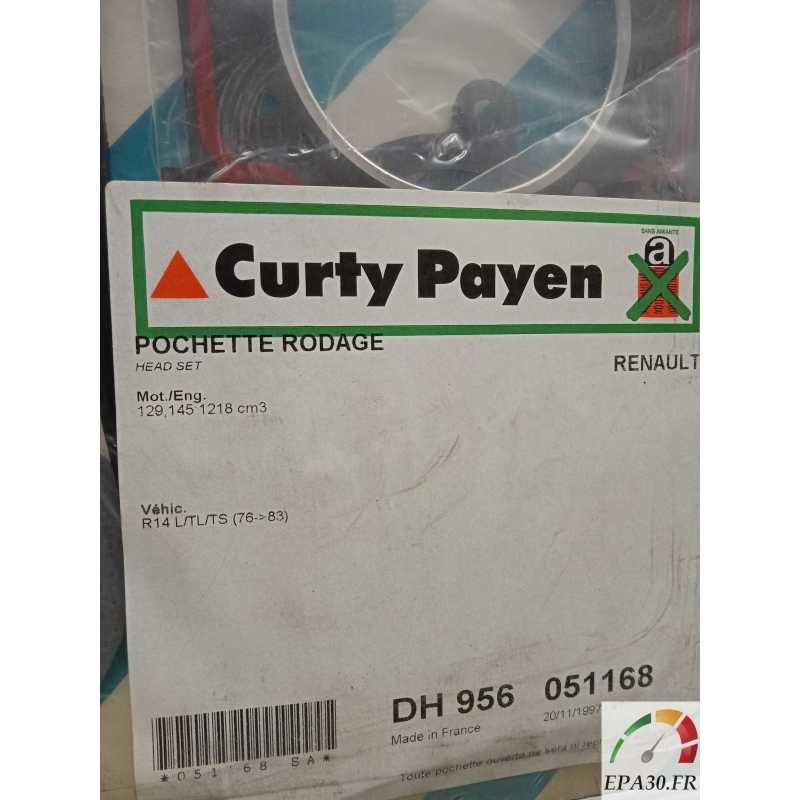 SANS AMIANTE
a
Curty Payen
POCHETTE RODAGE
HEAD SET
RENAULT
Mot./Eng.
129,145 1218 cm3
Véhic.
R14 L/TL/TS (76->83)
DH 956 051168
Made in France
20/11/1997
*051168 SA*
Toute pochette ouverte ne sera ni
EPA30.FR